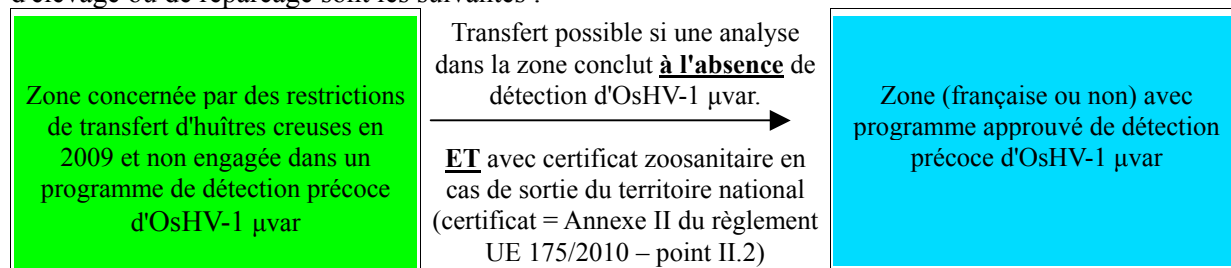 d'élevage ou de reparcage sont les suivantes :
Zone concernée par des restrictions
de transfert d'huîtres creuses en
2009 et non engagée dans un
programme de détection précoce
d'OsHV-1 µvar
Transfert possible si une analyse
dans la zone conclut à l'absence de
détection d'OsHV-1 µvar.
ET avec certificat zoosanitaire en
cas de sortie du territoire national
(certificat = Annexe II du règlement
UE 175/2010 – point II.2)
Zone (française ou non) avec
programme approuvé de détection
précoce d'OsHV-1 µvar